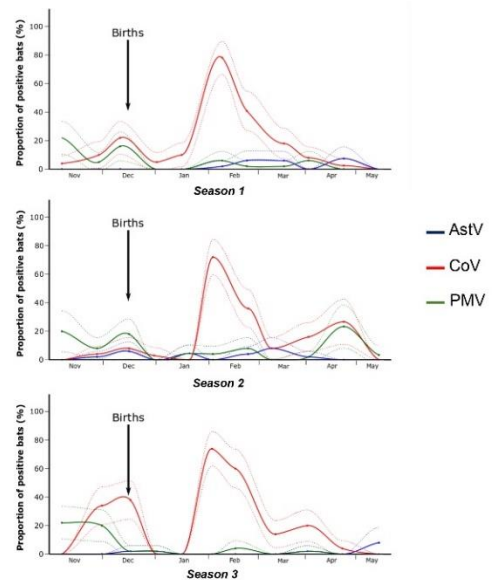 Births
Proportion of positive bats (%)
100
80
60
40
20
0
Nov Dec Jan Feb Mar Apr May
Season 1
Births
Proportion of positive bats (%)
100
80
60
40
20
0
Nov Dec Jan Feb Mar Apr May
Season 2
AstV
CoV
PMV
Births
Proportion of positive bats (%)
100
80
60
40
20
0
Nov Dec Jan Feb Mar Apr May
Season 3